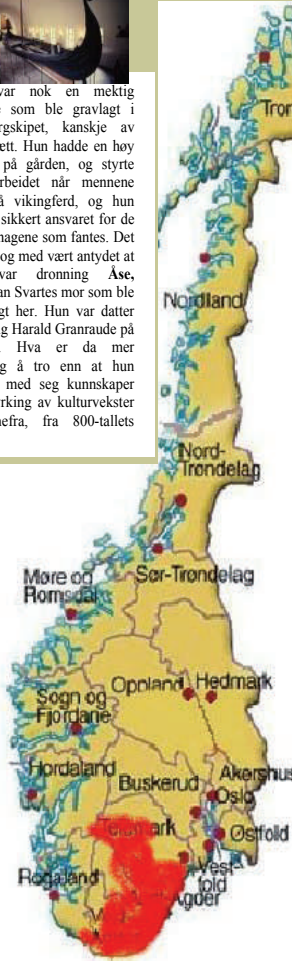 var nok en mektig
som ble gravlagt i
rgskipet, kanskje av
ett. Hun hadde en høy
på gården, og styrte
rbeidet når mennene
å vikingferd, og hun
sikkert ansvaret for de
hagene som fantes. Det
og med vært antydet at
var dronning Åse,
an Svartes mor som ble
gt her. Hun var datter
g Harald Granraude på
Hva er da mer
g å tro enn at hun
med seg kunnskaper
rking av kulturvekster
nefra, fra 800-tallets
Tron
Nordland
Nord-
Trøndelag
Møre og
Romsdal
Sør-Trøndelag
Oppland
Hedmark
Sogn og
Fjordane
Hordaland
Buskerud
Akershus
Oslo
Østfold
Vest-
fold
Rogaland
Agder